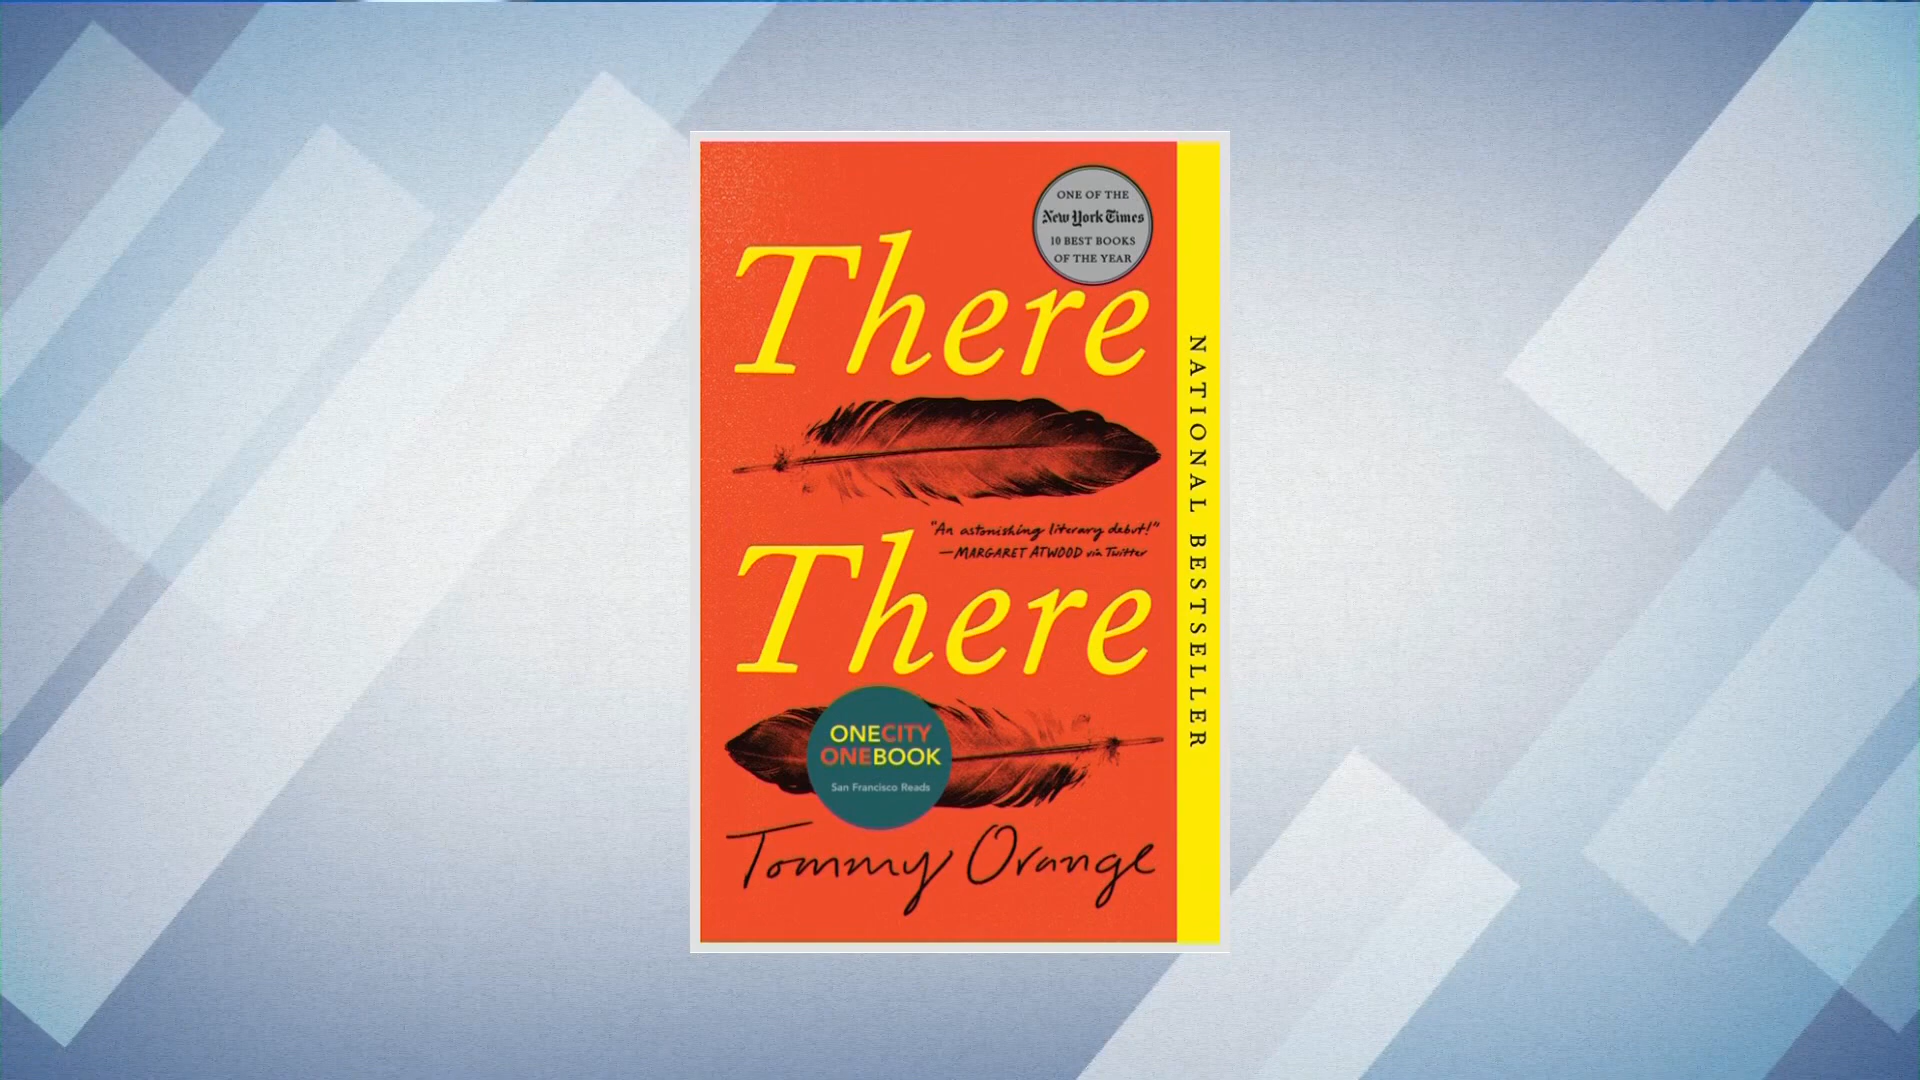 ONE OF THE
New York Times
10 BEST BOOKS
OF THE YEAR
There
"An astonishing literary debut!"
—MARGARET ATWOOD via Twitter
There
ONECITY
ONEBOOK
San Francisco Reads
Tommy Orange
NATIONAL BESTSELLER